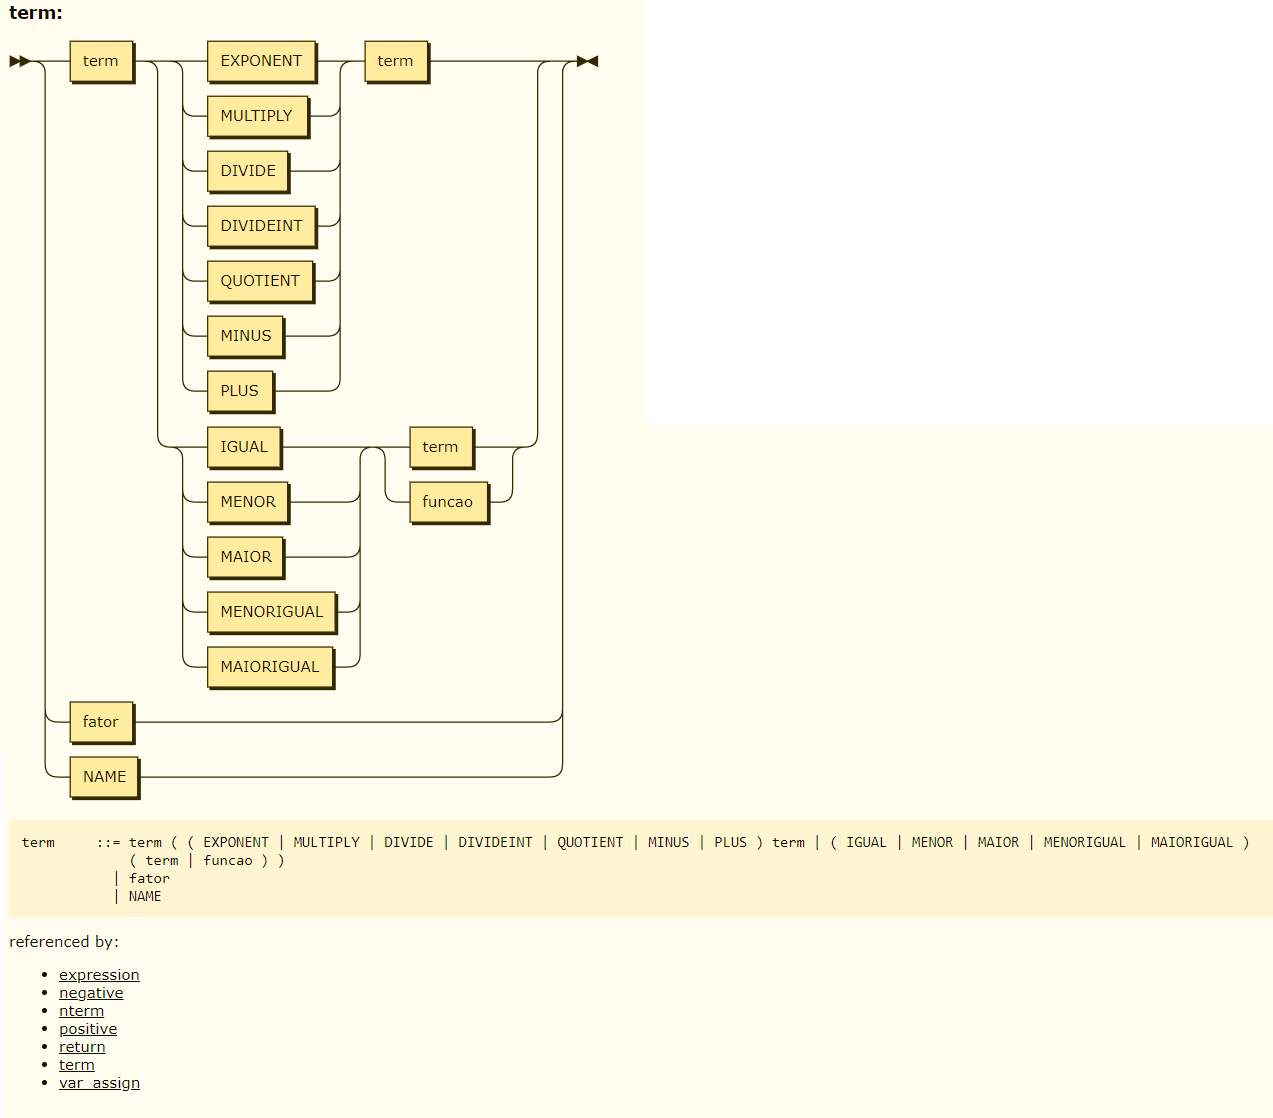 term:
term EXPONENT term
MULTIPLY
DIVIDE
DIVIDEINT
QUOTIENT
MINUS
PLUS
IGUAL term
MENOR funcao
MAIOR
MENORIGUAL
MAIORIGUAL
fator
NAME
term ::= term ( ( EXPONENT | MULTIPLY | DIVIDE | DIVIDEINT | QUOTIENT | MINUS | PLUS ) term | ( IGUAL | MENOR | MAIOR | MENORIGUAL | MAIORIGUAL )
( term | funcao ) )
| fator
| NAME
referenced by:
• expression
• negative
• nterm
• positive
• return
• term
• var_assign